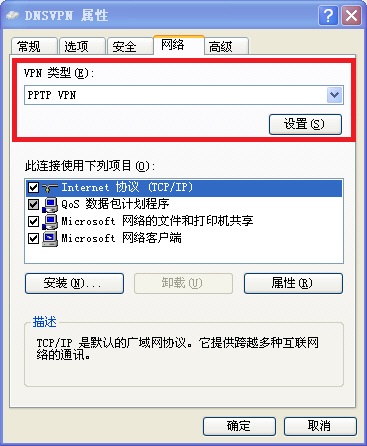 DNSVPN 属性
常规 选项 安全 网络 高级
VPN 类型(E):
PPTP VPN
设置(S)
此连接使用下列项目(O):
Internet 协议 (TCP/IP)
QoS 数据包计划程序
Microsoft 网络的文件和打印机共享
Microsoft 网络客户端
安装(N)... 卸载(U) 属性(R)
描述
TCP/IP 是默认的广域网协议。它提供跨越多种互联网
络的通讯。
确定 取消